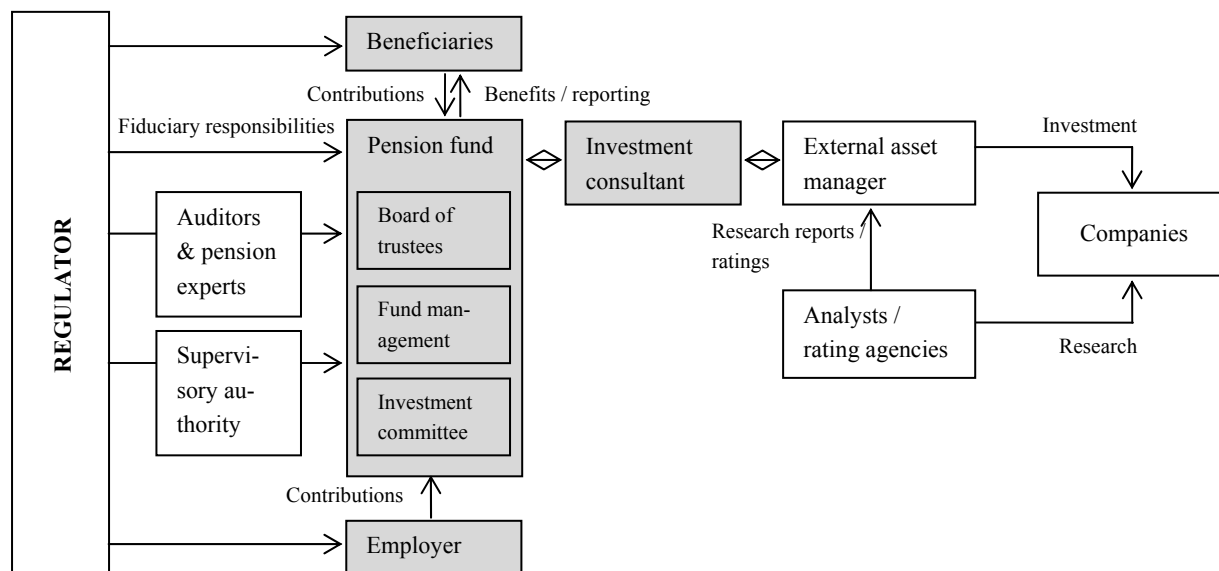 REGULATOR
Beneficiaries
Contributions
Benefits / reporting
Fiduciary responsibilities
Pension fund
Board of
trustees
Fund man-
agement
Investment
committee
Auditors
& pension
experts
Supervi-
sory au-
thority
Contributions
Employer
Investment
consultant
External asset
manager
Investment
Companies
Research reports /
ratings
Analysts /
rating agencies
Research